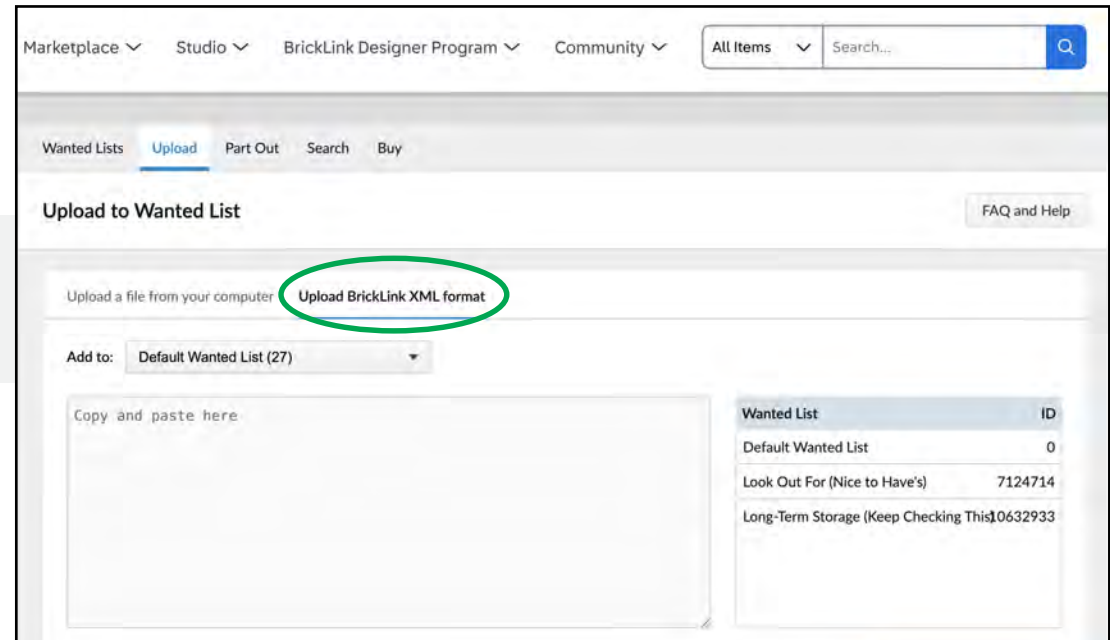 Marketplace Studio BrickLink Designer Program Community All Items Search...
Wanted Lists Upload Part Out Search Buy
Upload to Wanted List FAQ and Help
Upload a file from your computer Upload BrickLink XML format
Add to: Default Wanted List (27)
Copy and paste here
Wanted List ID
Default Wanted List 0
Look Out For (Nice to Have's) 7124714
Long-Term Storage (Keep Checking This) 10632933